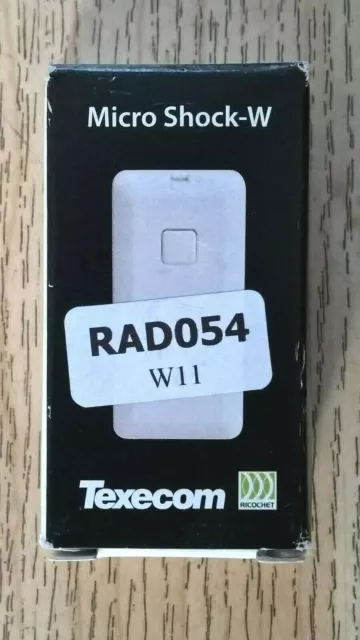 Micro Shock-W
RAD054
W11
Texecom
RICOCHET